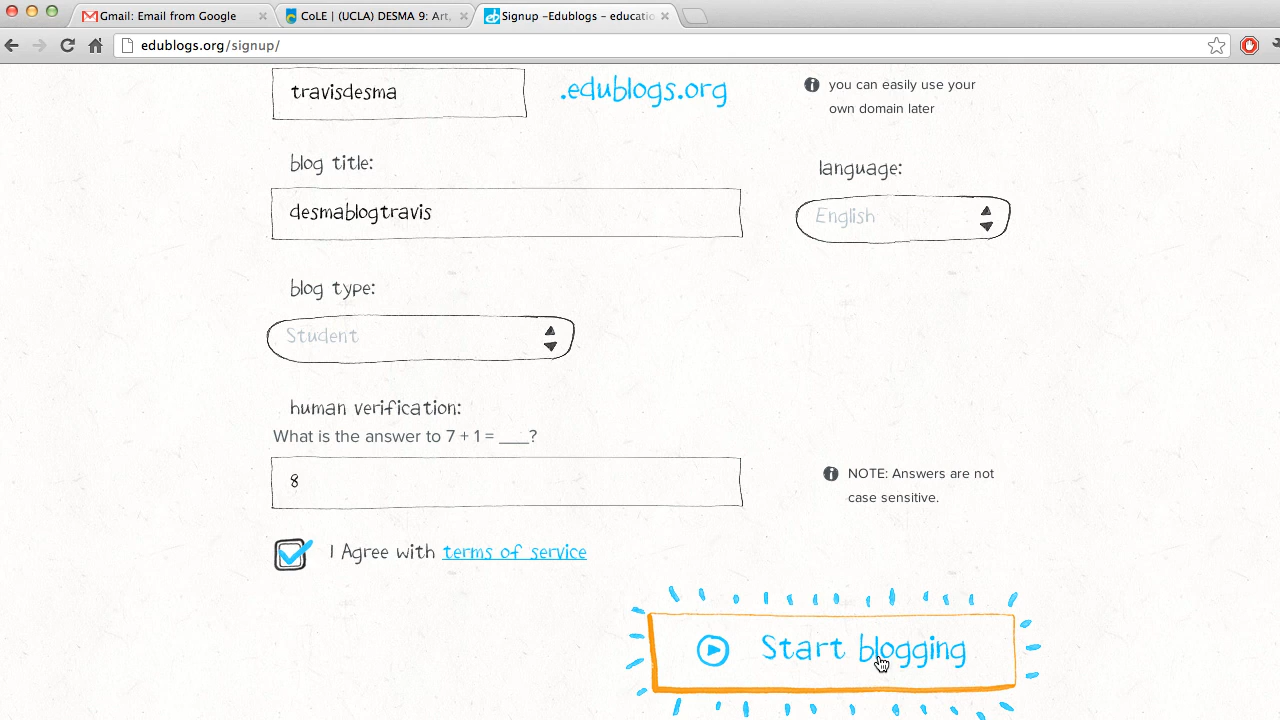 Gmail: Email from Google
CoLE | (UCLA) DESMA 9: Art,
Signup –Edublogs – educatio
edublogs.org/signup/
travisdesma
.edublogs.org
you can easily use your
own domain later
blog title:
language:
desmablogtravis
English
blog type:
Student
human verification:
What is the answer to 7 + 1 = ___?
8
NOTE: Answers are not
case sensitive.
I Agree with terms of service
Start blogging